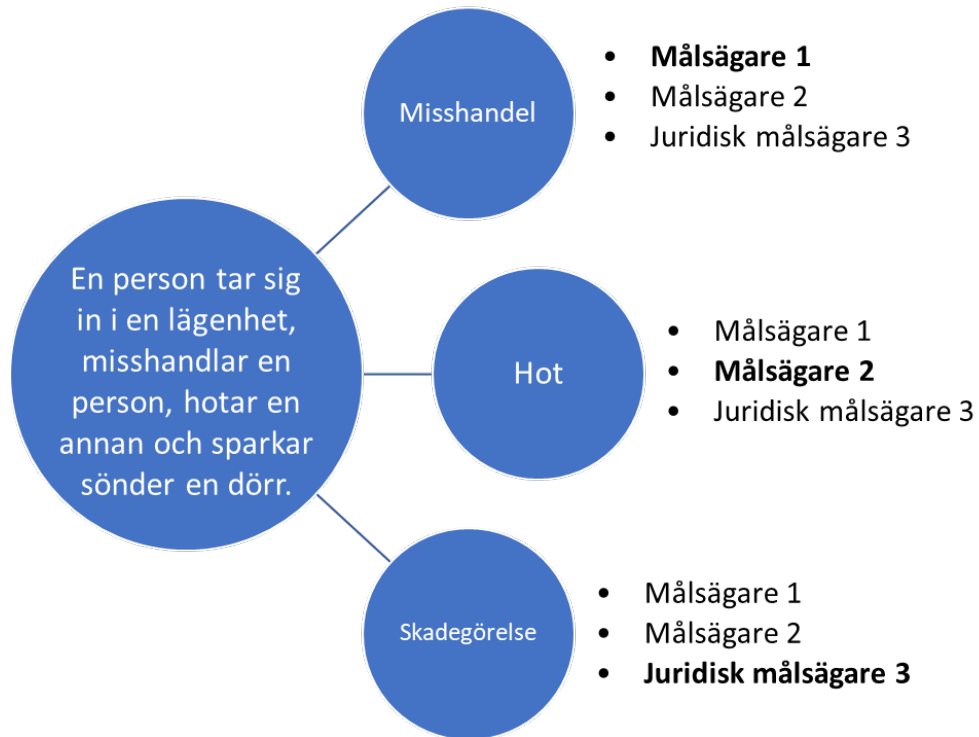 En person tar sig
in i en lägenhet,
misshandlar en
person, hotar en
annan och sparkar
sönder en dörr.
Misshandel
• Målsägare 1
• Målsägare 2
• Juridisk målsägare 3
Hot
• Målsägare 1
• Målsägare 2
• Juridisk målsägare 3
Skadegörelse
• Målsägare 1
• Målsägare 2
• Juridisk målsägare 3